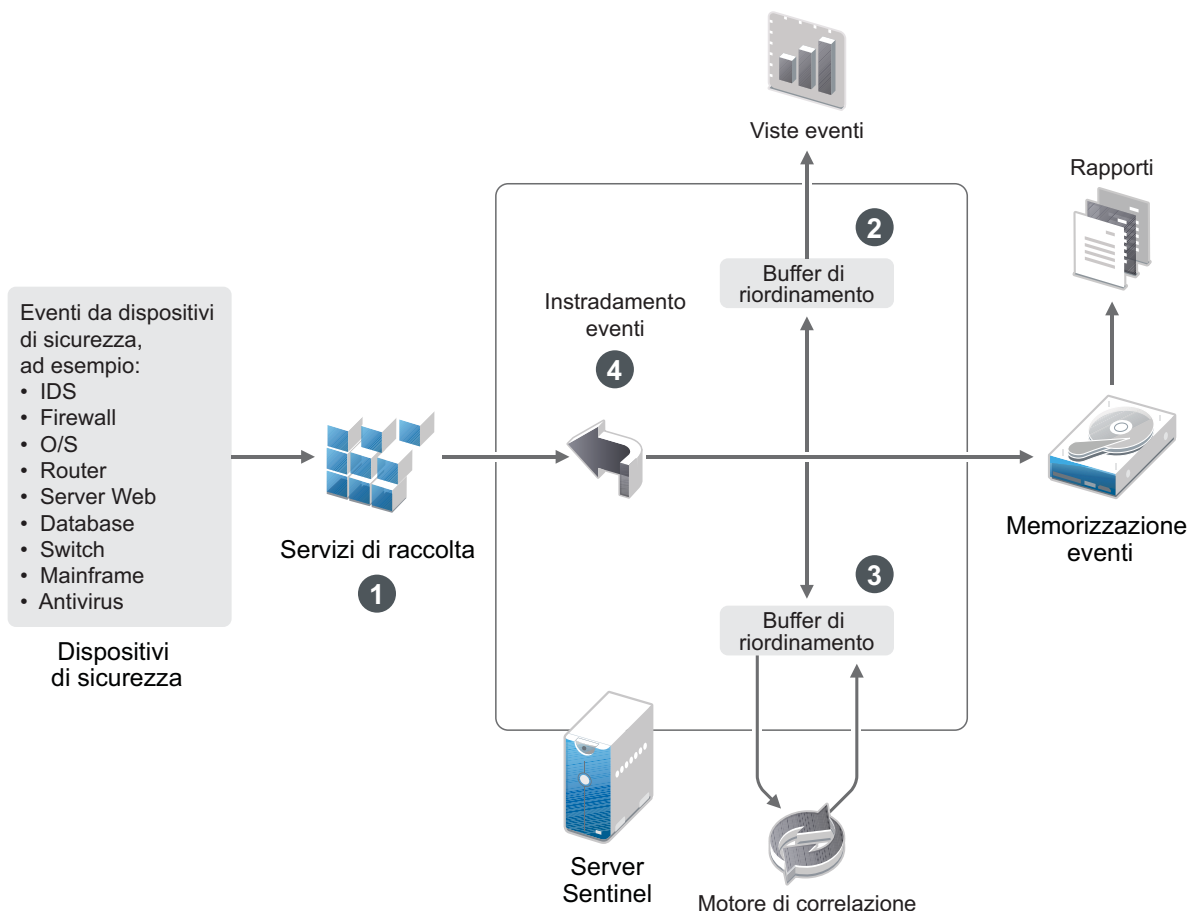 Viste eventi
Rapporti
2
Buffer di
riordinamento
Instradamento
eventi
4
Eventi da dispositivi
di sicurezza,
ad esempio:
• IDS
• Firewall
• O/S
• Router
• Server Web
• Database
• Switch
• Mainframe
• Antivirus
Dispositivi
di sicurezza
Servizi di raccolta
1
Memorizzazione
eventi
3
Buffer di
riordinamento
Server
Sentinel
Motore di correlazione